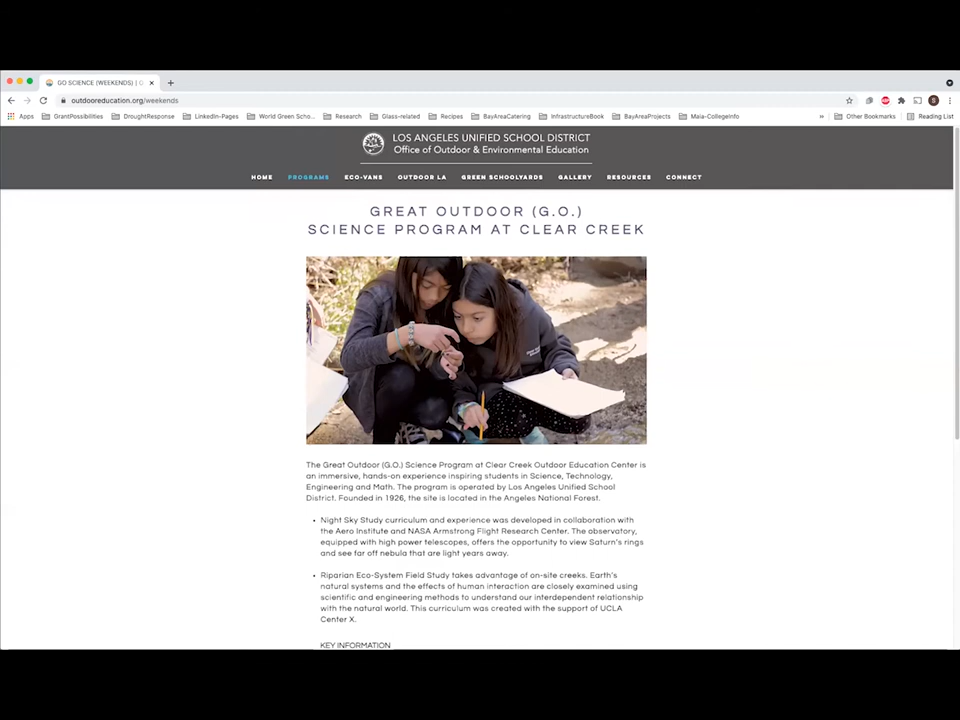 GO SCIENCE (WEEKENDS) | O
outdooreducation.org/weekends
Apps GrantPossibilities DroughtResponse LinkedIn-Pages World Green Scho... Research Glass-related Recipes BayAreaCatering InfrastructureBook BayAreaProjects Maia-CollegeInfo » Other Bookmarks Reading List
LOS ANGELES UNIFIED SCHOOL DISTRICT
Office of Outdoor & Environmental Education
HOME PROGRAMS ECO-VANS OUTDOOR LA GREEN SCHOOLYARDS GALLERY RESOURCES CONNECT
GREAT OUTDOOR (G.O.)
SCIENCE PROGRAM AT CLEAR CREEK
The Great Outdoor (G.O.) Science Program at Clear Creek Outdoor Education Center is
an immersive, hands-on experience inspiring students in Science, Technology,
Engineering and Math. The program is operated by Los Angeles Unified School
District. Founded in 1926, the site is located in the Angeles National Forest.
• Night Sky Study curriculum and experience was developed in collaboration with
the Aero Institute and NASA Armstrong Flight Research Center. The observatory,
equipped with high power telescopes, offers the opportunity to view Saturn's rings
and see far off nebula that are light years away.
• Riparian Eco-System Field Study takes advantage of on-site creeks. Earth's
natural systems and the effects of human interaction are closely examined using
scientific and engineering methods to understand our interdependent relationship
with the natural world. This curriculum was created with the support of UCLA
Center X.
KEY INFORMATION